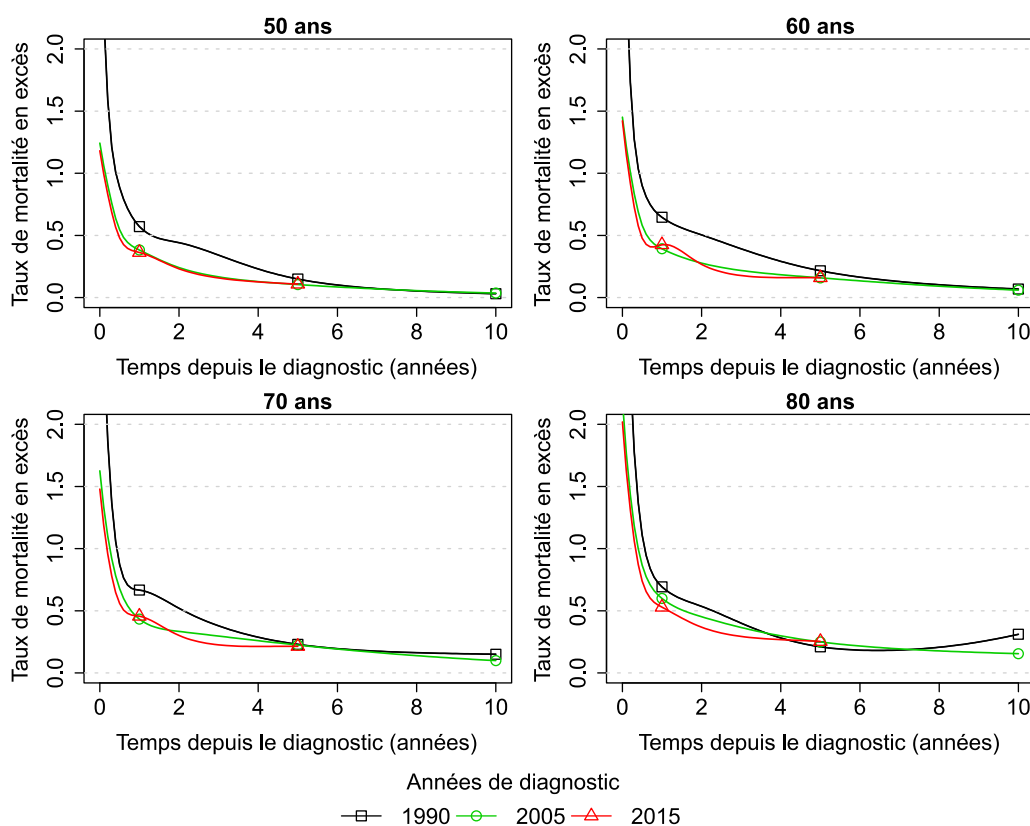 50 ans
Taux de mortalité en excès
0.0 0.5 1.0 1.5 2.0
0 2 4 6 8 10
Temps depuis le diagnostic (années)
60 ans
Taux de mortalité en excès
0.0 0.5 1.0 1.5 2.0
0 2 4 6 8 10
Temps depuis le diagnostic (années)
70 ans
Taux de mortalité en excès
0.0 0.5 1.0 1.5 2.0
0 2 4 6 8 10
Temps depuis le diagnostic (années)
80 ans
Taux de mortalité en excès
0.0 0.5 1.0 1.5 2.0
0 2 4 6 8 10
Temps depuis le diagnostic (années)
Années de diagnostic
1990 2005 2015